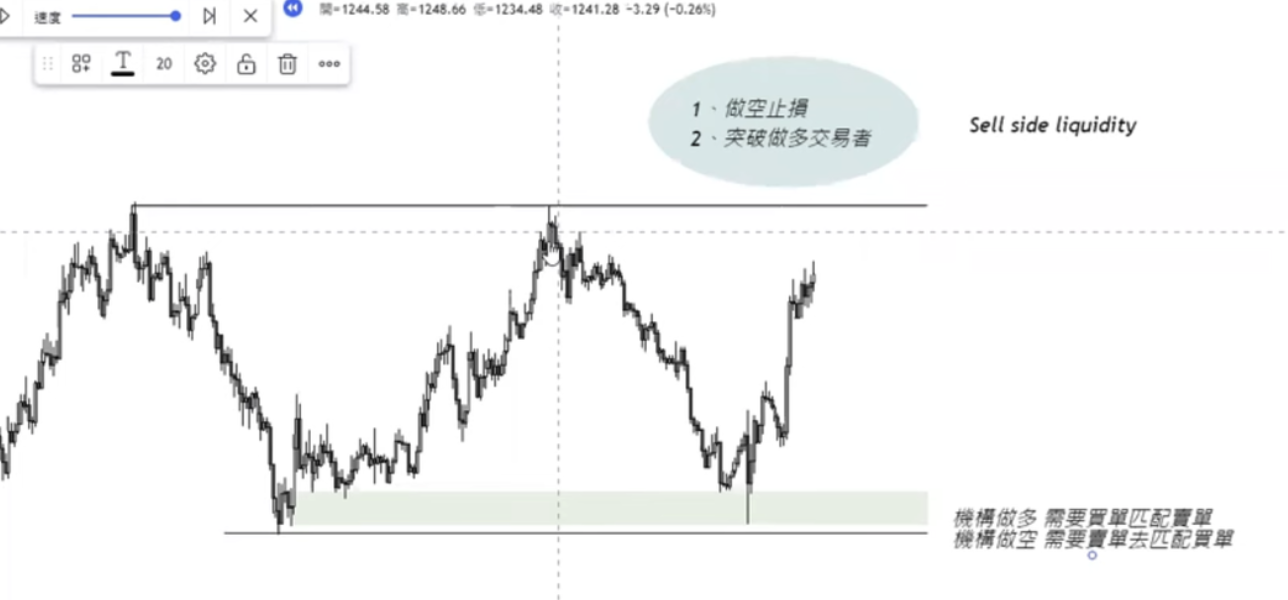 速度
開=1244.58 高=1248.66 低=1234.48 收=1241.28 -3.29 (-0.26%)
T 20
1、做空止損
2、突破做多交易者
Sell side liquidity
機構做多 需要買單匹配賣單
機構做空 需要賣單去匹配買單